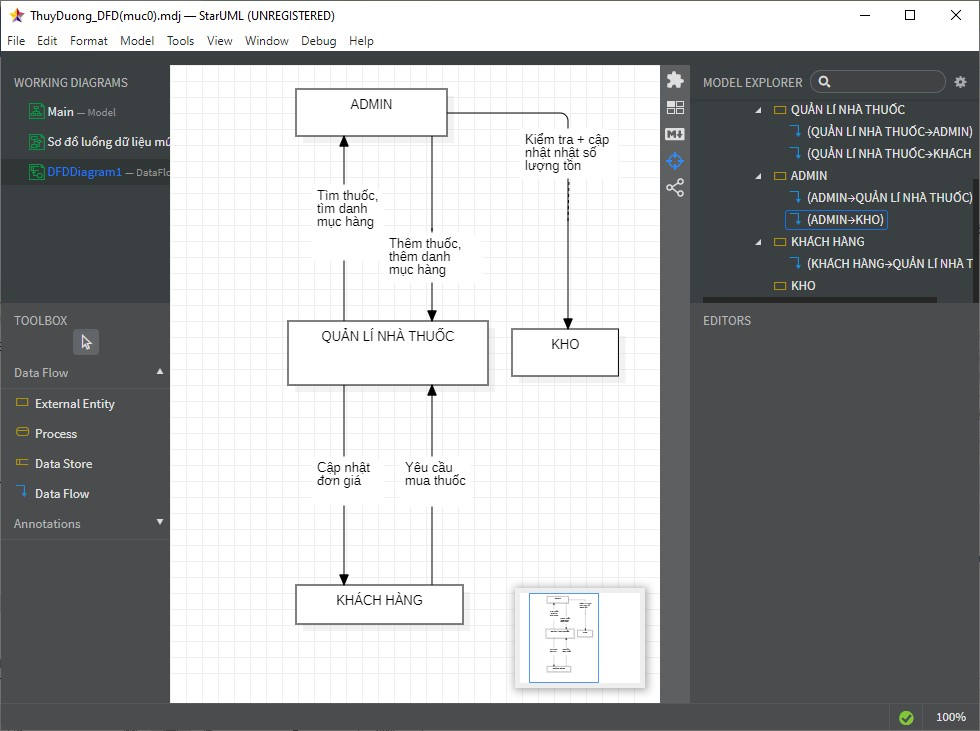 ThuyDuong_DFD(muc0).mdj — StarUML (UNREGISTERED)
File Edit Format Model Tools View Window Debug Help
WORKING DIAGRAMS
Main — Model
Sơ đồ luồng dữ liệu mứ
DFDDiagram1 — DataFlo
TOOLBOX
Data Flow
External Entity
Process
Data Store
Data Flow
Annotations
ADMIN
Kiểm tra + cập
nhật nhật số
lượng tồn
Tìm thuốc,
tìm danh
mục hàng
Thêm thuốc,
thêm danh
mục hàng
QUẢN LÍ NHÀ THUỐC
KHO
Cập nhật
đơn giá
Yêu cầu
mua thuốc
KHÁCH HÀNG
MODEL EXPLORER
QUẢN LÍ NHÀ THUỐC
(QUẢN LÍ NHÀ THUỐC→ADMIN)
(QUẢN LÍ NHÀ THUỐC→KHÁCH
ADMIN
(ADMIN→QUẢN LÍ NHÀ THUỐC)
(ADMIN→KHO)
KHÁCH HÀNG
(KHÁCH HÀNG→QUẢN LÍ NHÀ T
KHO
EDITORS
100%